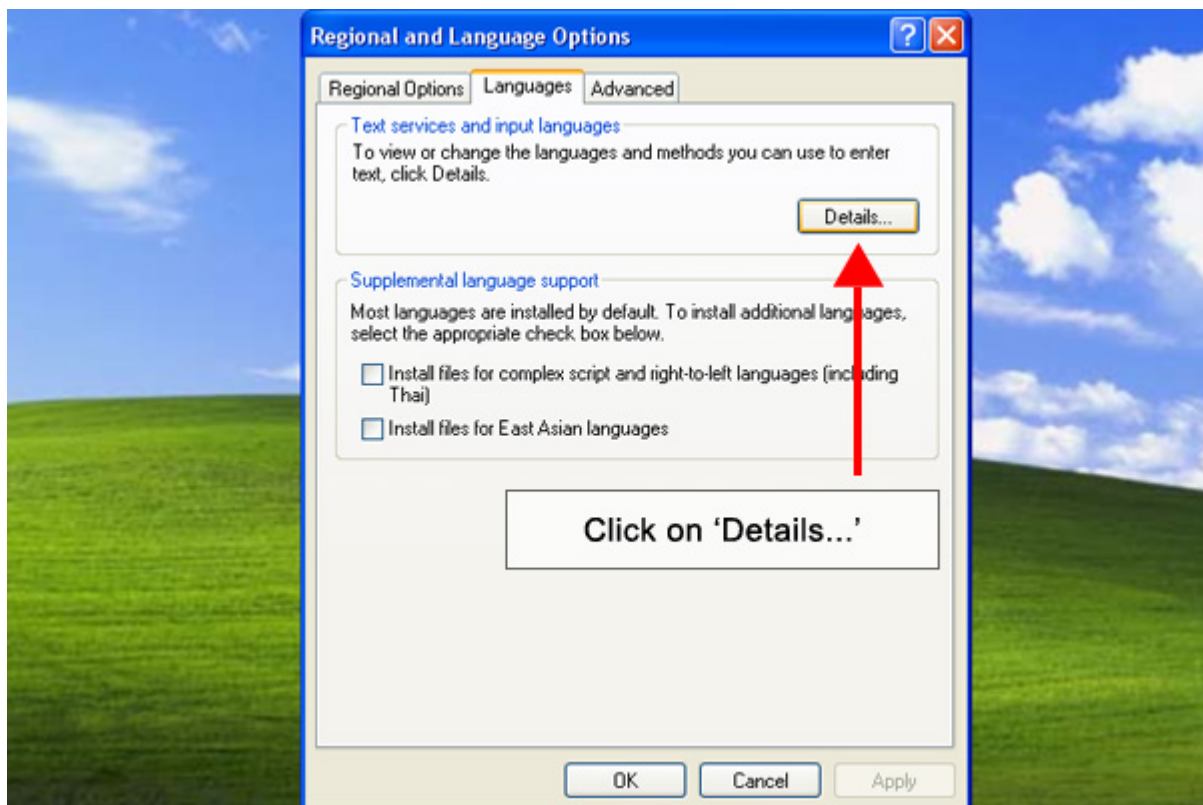 Regional and Language Options
Regional Options Languages Advanced
Text services and input languages
To view or change the languages and methods you can use to enter
text, click Details.
Details...
Supplemental language support
Most languages are installed by default. To install additional languages,
select the appropriate check box below.
Install files for complex script and right-to-left languages (including
Thai)
Install files for East Asian languages
Click on ‘Details...’
OK Cancel Apply